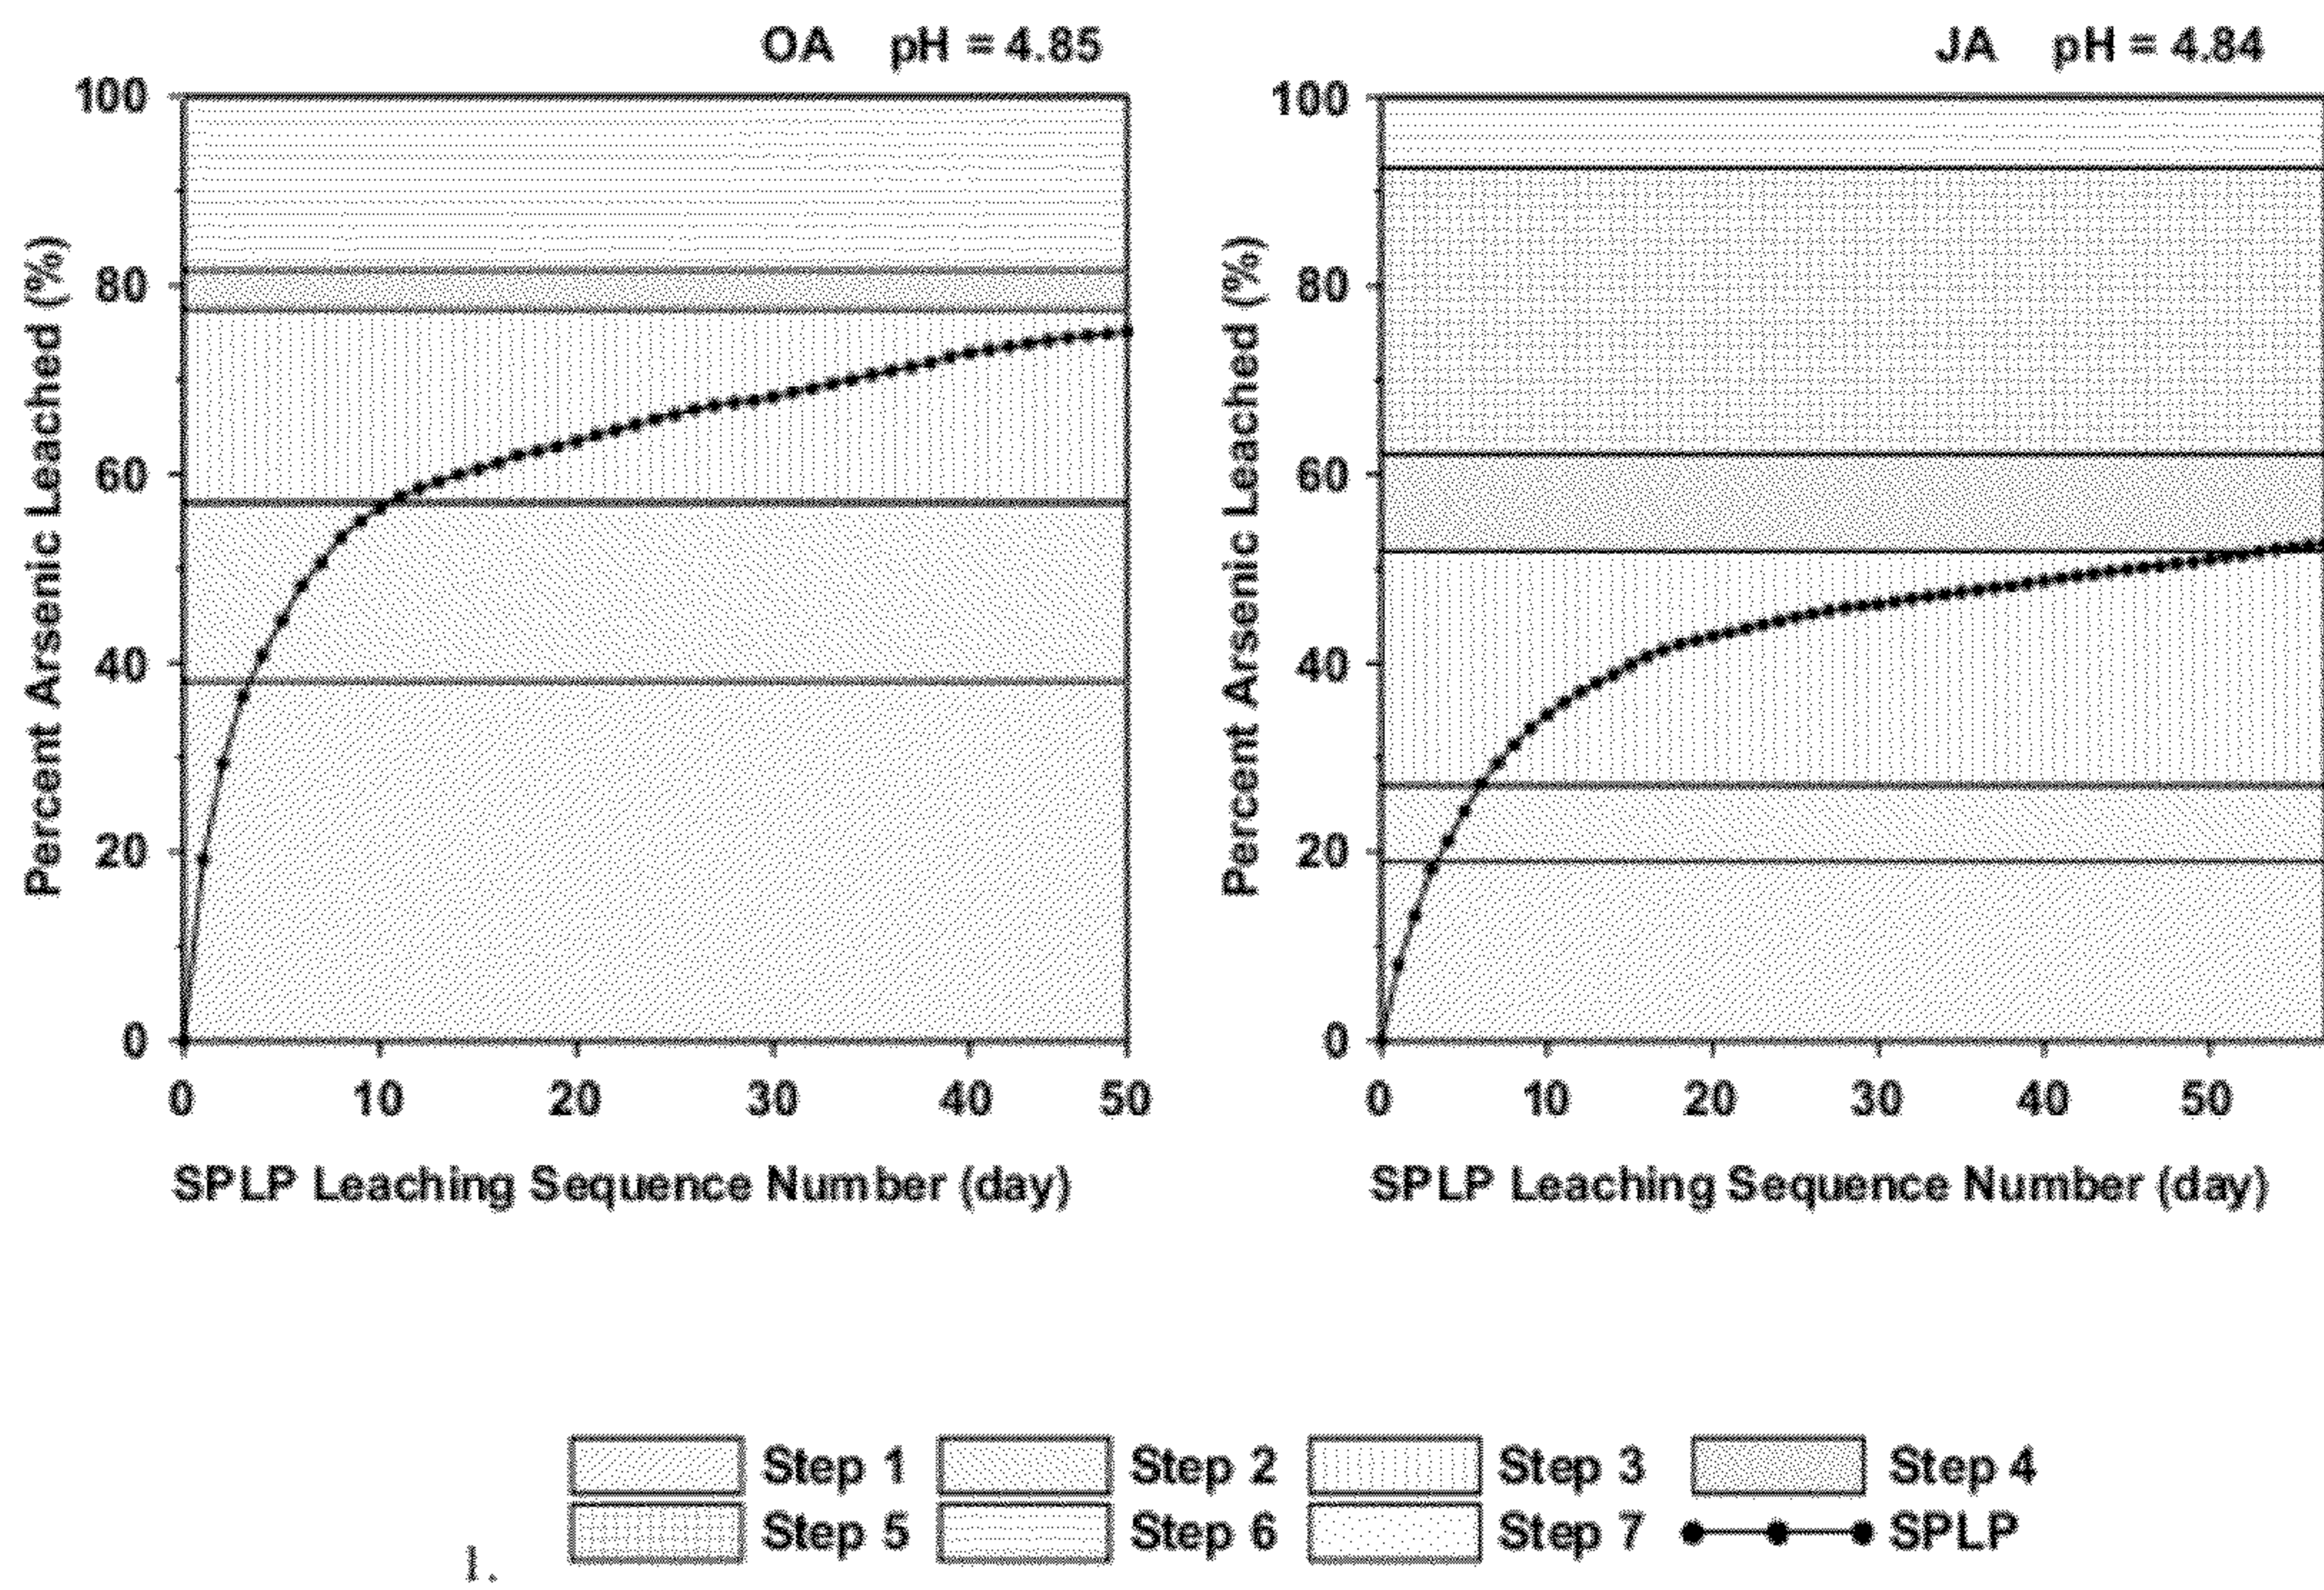 OA pH = 4.85
100
80
60
40
20
0
Percent Arsenic Leached (%)
0 10 20 30 40 50
SPLP Leaching Sequence Number (day)
JA pH = 4.84
100
80
60
40
20
0
Percent Arsenic Leached (%)
0 10 20 30 40 50
SPLP Leaching Sequence Number (day)
Step 1 Step 2 Step 3 Step 4
Step 5 Step 6 Step 7 SPLP
1.